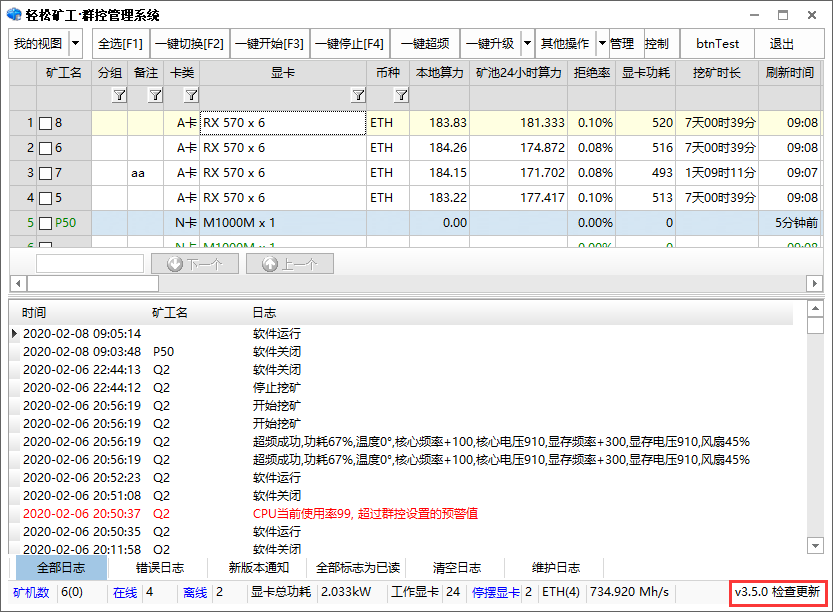 轻松矿工·群控管理系统
我的视图 全选[F1] 一键切换[F2] 一键开始[F3] 一键停止[F4] 一键超频 一键升级 其他操作 管理 控制 btnTest 退出
矿工名 分组 备注 卡类 显卡 币种 本地算力 矿池24小时算力 拒绝率 显卡功耗 挖矿时长 刷新时间
1 8 A卡 RX 570 x 6 ETH 183.83 181.333 0.10% 520 7天00时39分 09:08
2 6 A卡 RX 570 x 6 ETH 184.26 174.872 0.08% 516 7天00时39分 09:08
3 7 aa A卡 RX 570 x 6 ETH 184.15 171.702 0.08% 493 1天09时11分 09:07
4 5 A卡 RX 570 x 6 ETH 183.22 177.417 0.10% 513 7天00时39分 09:08
5 P50 N卡 M1000M x 1 0.00 0.00% 0 5分钟前
6 N卡 M1000M x 1 0.00% 0 09:08
下一个 上一个
时间 矿工名 日志
2020-02-08 09:05:14 软件运行
2020-02-08 09:03:48 P50 软件关闭
2020-02-06 22:44:13 Q2 软件关闭
2020-02-06 22:44:12 Q2 停止挖矿
2020-02-06 20:56:19 Q2 开始挖矿
2020-02-06 20:56:19 Q2 开始挖矿
2020-02-06 20:56:19 Q2 超频成功,功耗67%,温度0°,核心频率+100,核心电压910,显存频率+300,显存电压910,风扇45%
2020-02-06 20:56:19 Q2 超频成功,功耗67%,温度0°,核心频率+100,核心电压910,显存频率+300,显存电压910,风扇45%
2020-02-06 20:52:23 Q2 软件运行
2020-02-06 20:51:08 Q2 软件关闭
2020-02-06 20:50:37 Q2 CPU当前使用率99, 超过群控设置的预警值
2020-02-06 20:50:35 Q2 软件运行
2020-02-06 20:11:58 Q2 软件关闭
全部日志 错误日志 新版本通知 全部标志为已读 清空日志 维护日志
矿机数 6(0) 在线 4 离线 2 显卡总功耗 2.033kW 工作显卡 24 停摆显卡 2 ETH(4) 734.920 Mh/s v3.5.0 检查更新